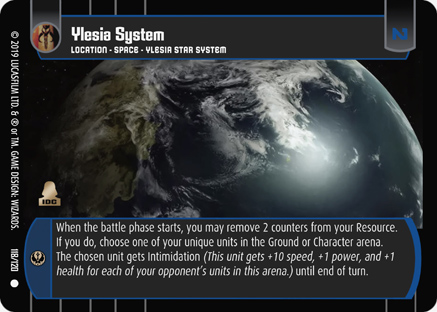 Ylesia System
LOCATION - SPACE - YLESIA STAR SYSTEM
N
© 2019 LUCASFILM LTD. & ® or TM. GAME DESIGN: WIZARDS.
IDC
118/120
When the battle phase starts, you may remove 2 counters from your Resource.
If you do, choose one of your unique units in the Ground or Character arena.
The chosen unit gets Intimidation (This unit gets +10 speed, +1 power, and +1
health for each of your opponent's units in this arena.) until end of turn.